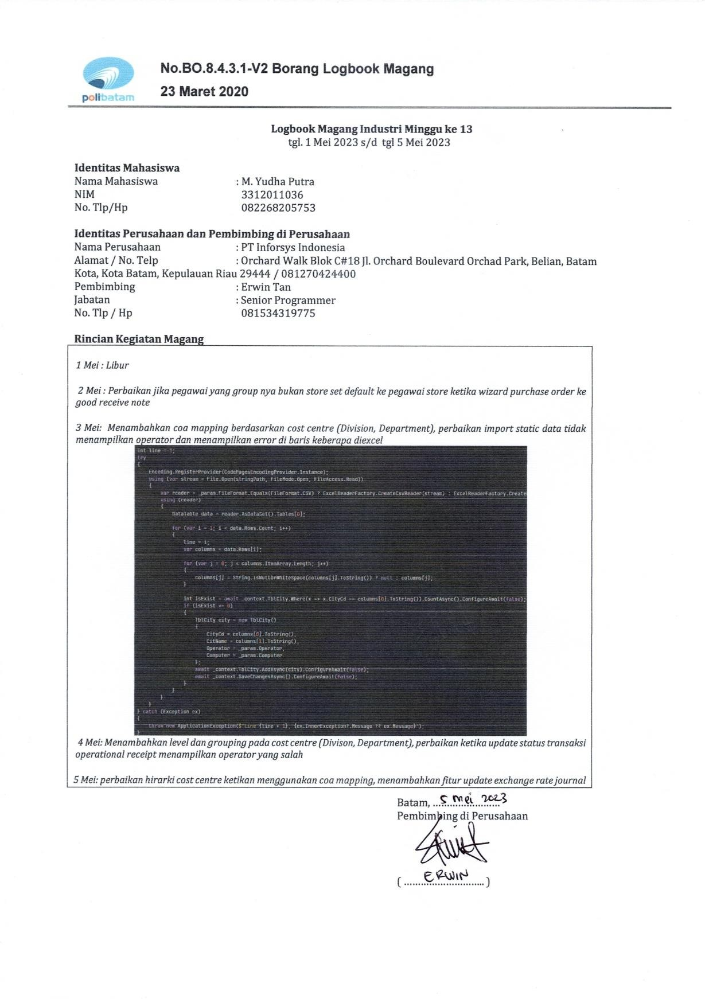 polibatam
No.BO.8.4.3.1-V2 Borang Logbook Magang
23 Maret 2020
Logbook Magang Industri Minggu ke 13
tgl. 1 Mei 2023 s/d tgl 5 Mei 2023
Identitas Mahasiswa
Nama Mahasiswa : M. Yudha Putra
NIM 3312011036
No. Tlp/Hp 082268205753
Identitas Perusahaan dan Pembimbing di Perusahaan
Nama Perusahaan : PT Inforsys Indonesia
Alamat / No. Telp : Orchard Walk Blok C#18 Jl. Orchard Boulevard Orchad Park, Belian, Batam
Kota, Kota Batam, Kepulauan Riau 29444 / 081270424400
Pembimbing : Erwin Tan
Jabatan : Senior Programmer
No. Tlp / Hp 081534319775
Rincian Kegiatan Magang
1 Mei : Libur
2 Mei : Perbaikan jika pegawai yang group nya bukan store set default ke pegawai store ketika wizard purchase order ke
good receive note
3 Mei: Menambahkan coa mapping berdasarkan cost centre (Division, Department), perbaikan import static data tidak
menampilkan operator dan menampilkan error di baris keberapa diexcel
int line = 1;
try
{
Encoding.RegisterProvider(CodePagesEncodingProvider.Instance);
using (var stream = File.Open(stringPath, FileMode.Open, FileAccess.Read))
{
var reader = _param.FileFormat.Equals(FileFormat.CSV) ? ExcelReaderFactory.CreateCsvReader(stream) : ExcelReaderFactory.Create
using (reader)
{
DataTable data = reader.AsDataSet().Tables[0];
for (var i = 1; i < data.Rows.Count; i++)
{
line = i;
var columns = data.Rows[i];
for (var j = 0; j < columns.ItemArray.Length; j++)
{
columns[j] = String.IsNullOrWhiteSpace(columns[j].ToString()) ? null : columns[j];
}
int isExist = await _context.TblCity.Where(x => x.CityCd == columns[0].ToString()).CountAsync().ConfigureAwait(false);
if (isExist <= 0)
{
TblCity city = new TblCity()
{
CityCd = columns[0].ToString(),
CitName = columns[1].ToString(),
Operator = _param.Operator,
Computer = _param.Computer
};
await _context.TblCity.AddAsync(city).ConfigureAwait(false);
await _context.SaveChangesAsync().ConfigureAwait(false);
}
}
}
}
} catch (Exception ex)
{
throw new ApplicationException($"Line {line + 1}, {ex.InnerException?.Message ?? ex.Message}");
}
4 Mei: Menambahkan level dan grouping pada cost centre (Divison, Department), perbaikan ketika update status transaksi
operational receipt menampilkan operator yang salah
5 Mei: perbaikan hirarki cost centre ketikan menggunakan coa mapping, menambahkan fitur update exchange rate journal
Batam, 5 Mei 2023
Pembimbing di Perusahaan
( ERWIN )